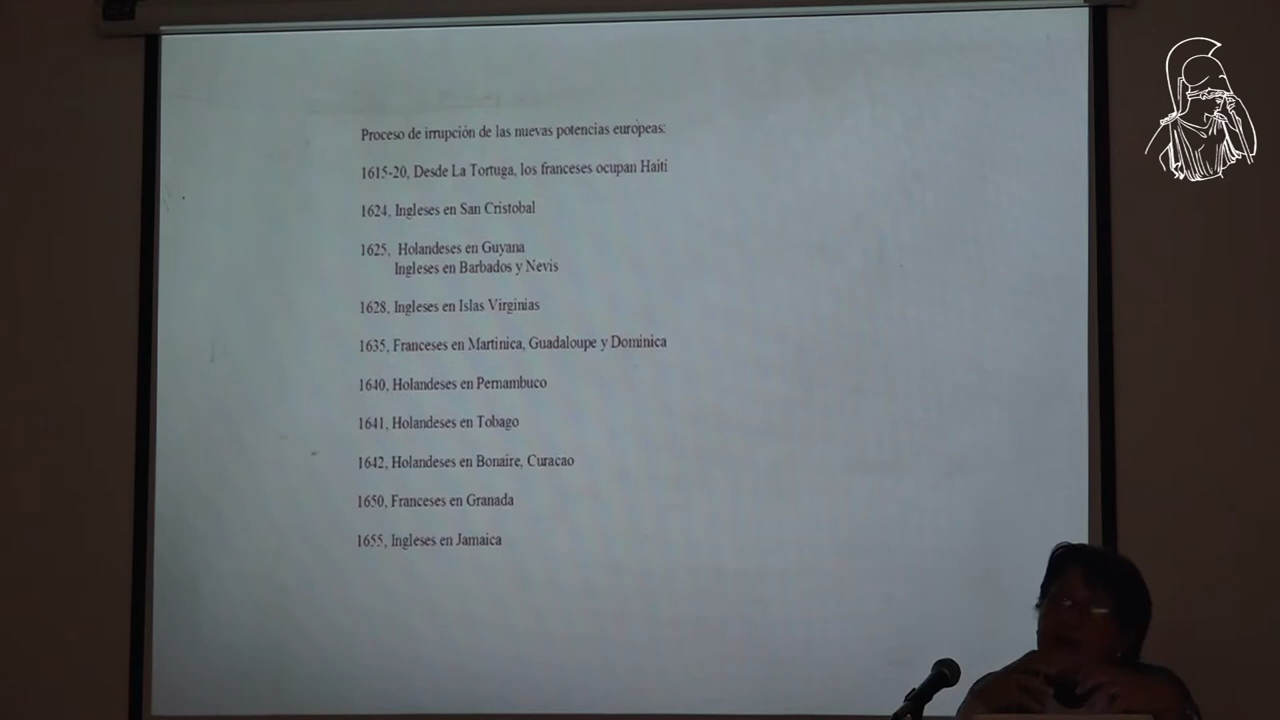 Proceso de irrupción de las nuevas potencias europeas:
1615-20, Desde La Tortuga, los franceses ocupan Haití
1624, Ingleses en San Cristobal
1625, Holandeses en Guyana
Ingleses en Barbados y Nevis
1628, Ingleses en Islas Virginias
1635, Franceses en Martinica, Guadaloupe y Dominica
1640, Holandeses en Pernambuco
1641, Holandeses en Tobago
1642, Holandeses en Bonaire, Curacao
1650, Franceses en Granada
1655, Ingleses en Jamaica